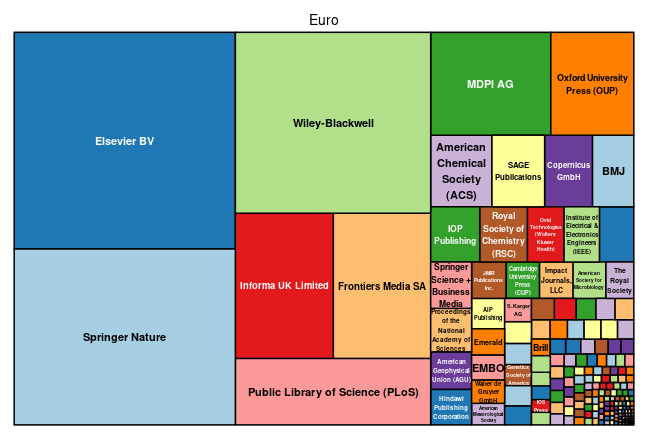 Euro
Elsevier BV
Springer Nature
Wiley-Blackwell
Informa UK Limited
Frontiers Media SA
Public Library of Science (PLoS)
MDPI AG
Oxford University
Press (OUP)
American
Chemical
Society
(ACS)
SAGE
Publications
Copernicus
GmbH
BMJ
IOP
Publishing
Royal
Society of
Chemistry
(RSC)
Ovid
Technologies
(Wolters
Kluwer
Health)
Institute of
Electrical &
Electronics
Engineers
(IEEE)
Springer
Science +
Business
Media
JMIR
Publications
Inc.
Cambridge
University
Press
(CUP)
Impact
Journals,
LLC
American
Society for
Microbiology
The
Royal
Society
Proceedings
of the
National
Academy of
Sciences
AIP
Publishing
S. Karger
AG
Emerald
Brill
American
Geophysical
Union (AGU)
EMBO
Genetics
Society of
America
Hindawi
Publishing
Corporation
Walter de
Gruyter
GmbH
American
Meteorological
Society
IOS
Press